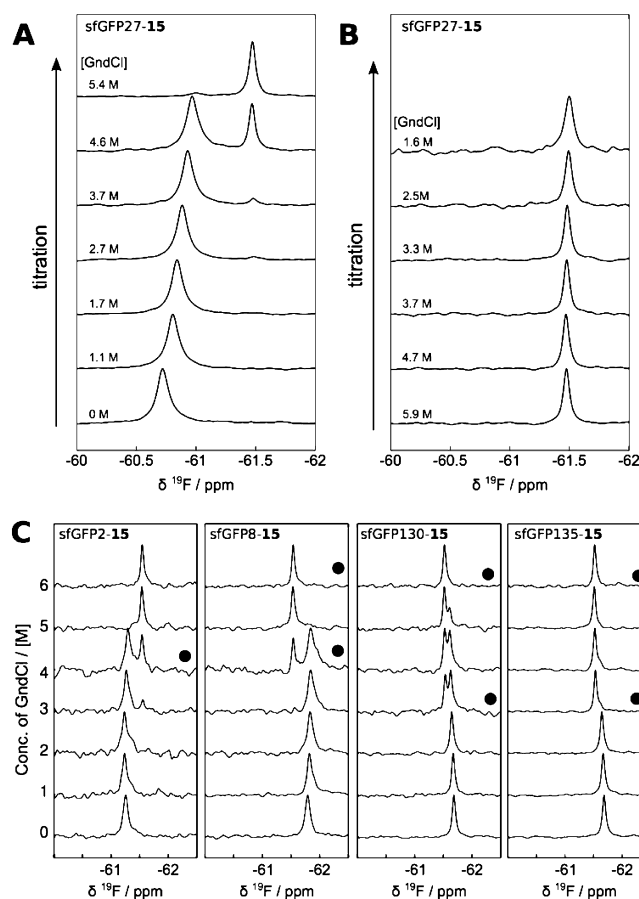 A
sfGFP27-15
[GndCl]
5.4 M
4.6 M
3.7 M
2.7 M
1.7 M
1.1 M
0 M
titration
-60 -60.5 -61 -61.5 -62
δ 19F / ppm
B
sfGFP27-15
[GndCl]
1.6 M
2.5M
3.3 M
3.7 M
4.7 M
5.9 M
titration
-60 -60.5 -61 -61.5 -62
δ 19F / ppm
C
sfGFP2-15 sfGFP8-15 sfGFP130-15 sfGFP135-15
Conc. of GndCl / [M]
6
5
4
3
2
1
0
-61 -62 -61 -62 -61 -62 -61 -62
δ 19F / ppm δ 19F / ppm δ 19F / ppm δ 19F / ppm